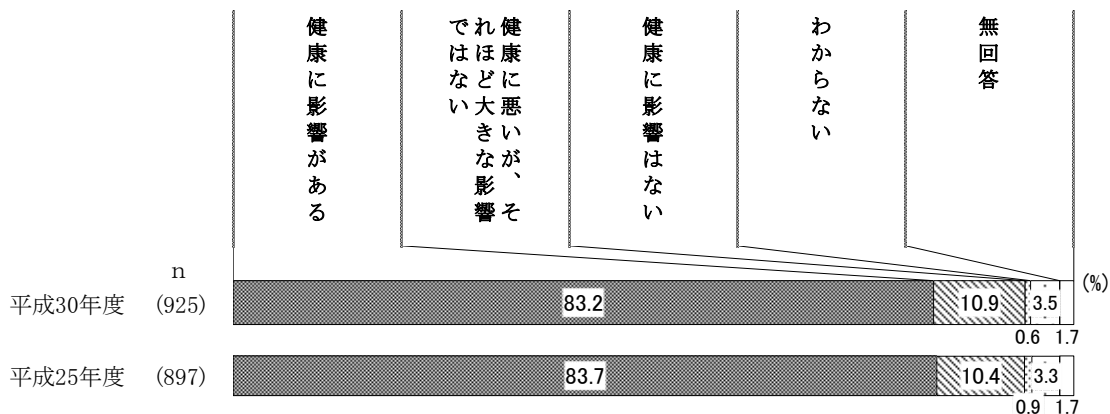 健康に影響がある
健康に悪いが、そ
れほど大きな影響
ではない
健康に影響はない
わからない
無回答
n
(%)
平成30年度 (925) 83.2 10.9 3.5
0.6 1.7
平成25年度 (897) 83.7 10.4 3.3
0.9 1.7